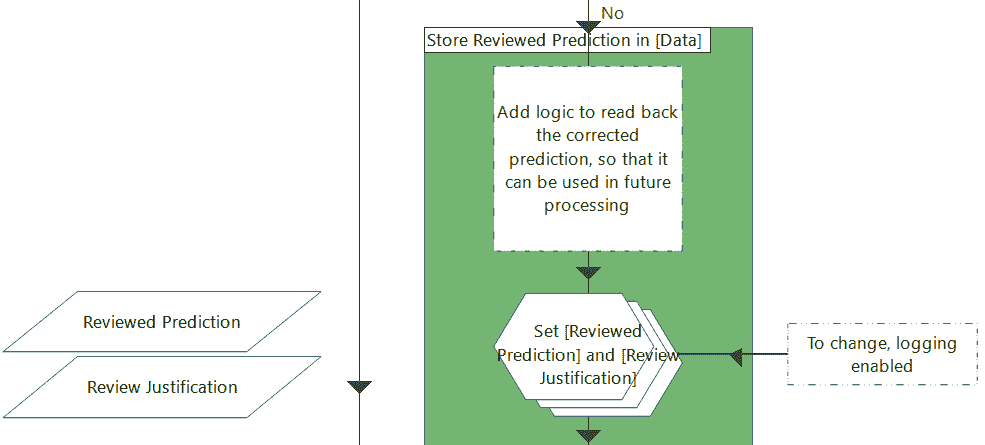 No
Store Reviewed Prediction in [Data]
Add logic to read back
the corrected
prediction, so that it
can be used in future
processing
Reviewed Prediction
Review Justification
Set [Reviewed
Prediction] and [Review
Justification]
To change, logging
enabled